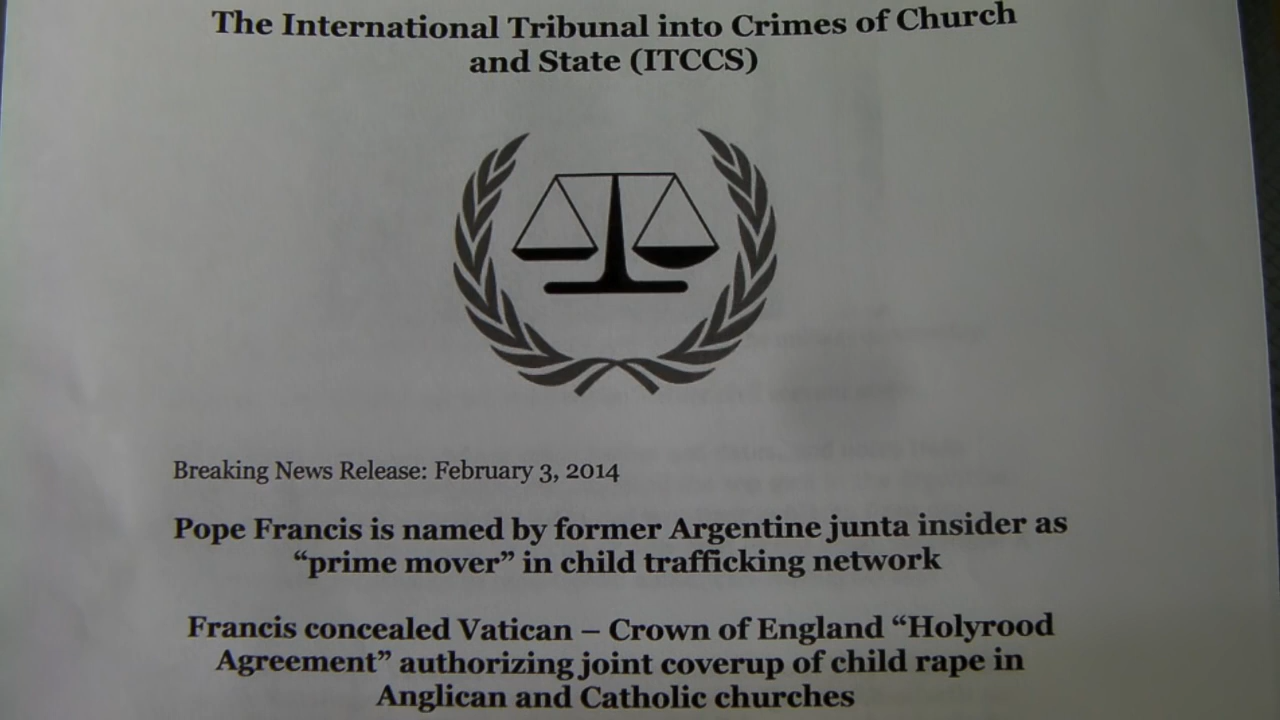 The International Tribunal into Crimes of Church
and State (ITCCS)
Breaking News Release: February 3, 2014
Pope Francis is named by former Argentine junta insider as
“prime mover” in child trafficking network
Francis concealed Vatican – Crown of England “Holyrood
Agreement” authorizing joint coverup of child rape in
Anglican and Catholic churches